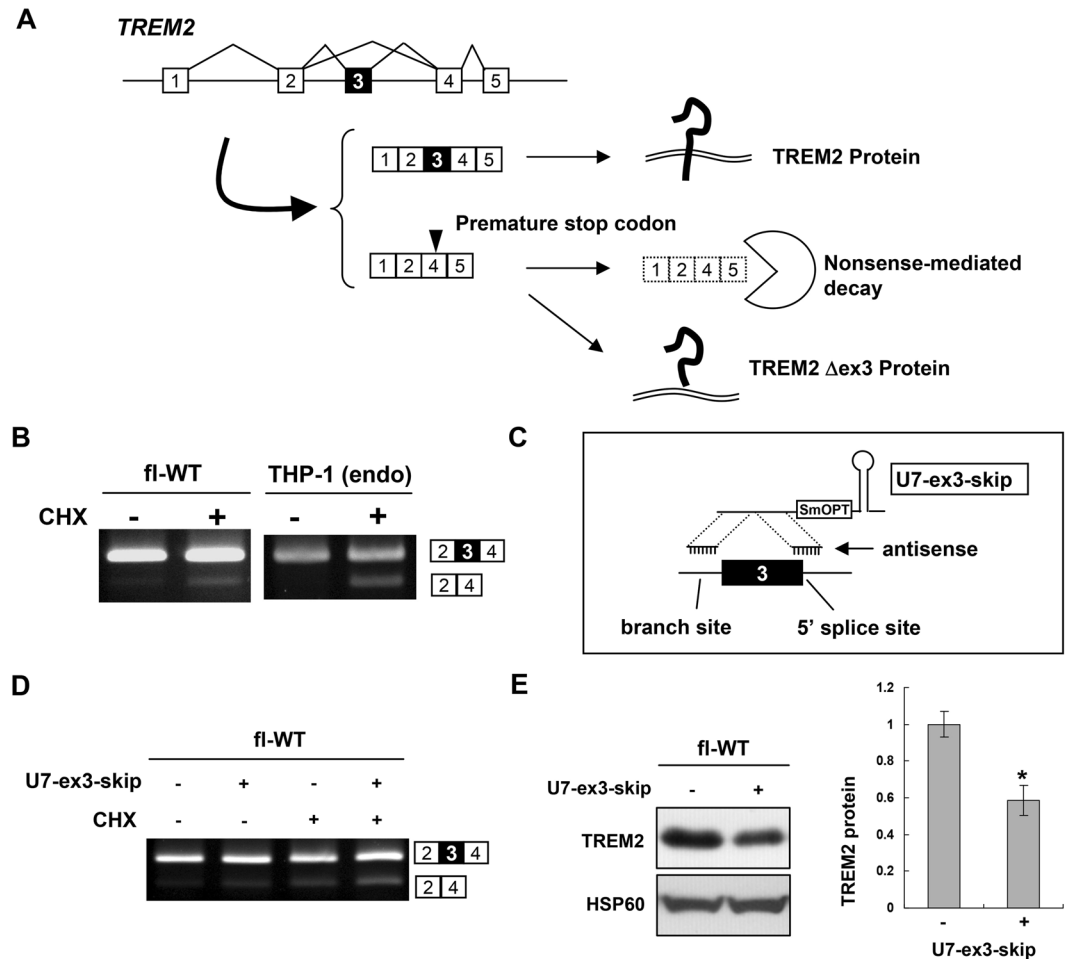 A
TREM2
1 2 3 4 5
1 2 3 4 5
TREM2 Protein
Premature stop codon
1 2 4 5
1 2 4 5
Nonsense-mediated
decay
TREM2 Δex3 Protein
B
fl-WT THP-1 (endo)
CHX - + - +
2 3 4
2 4
C
U7-ex3-skip
SmOPT
antisense
3
branch site 5' splice site
D
fl-WT
U7-ex3-skip - + - +
CHX - - + +
2 3 4
2 4
E
fl-WT
U7-ex3-skip - +
TREM2
HSP60
TREM2 protein
1.2
1
0.8
0.6
0.4
0.2
0
*
- +
U7-ex3-skip